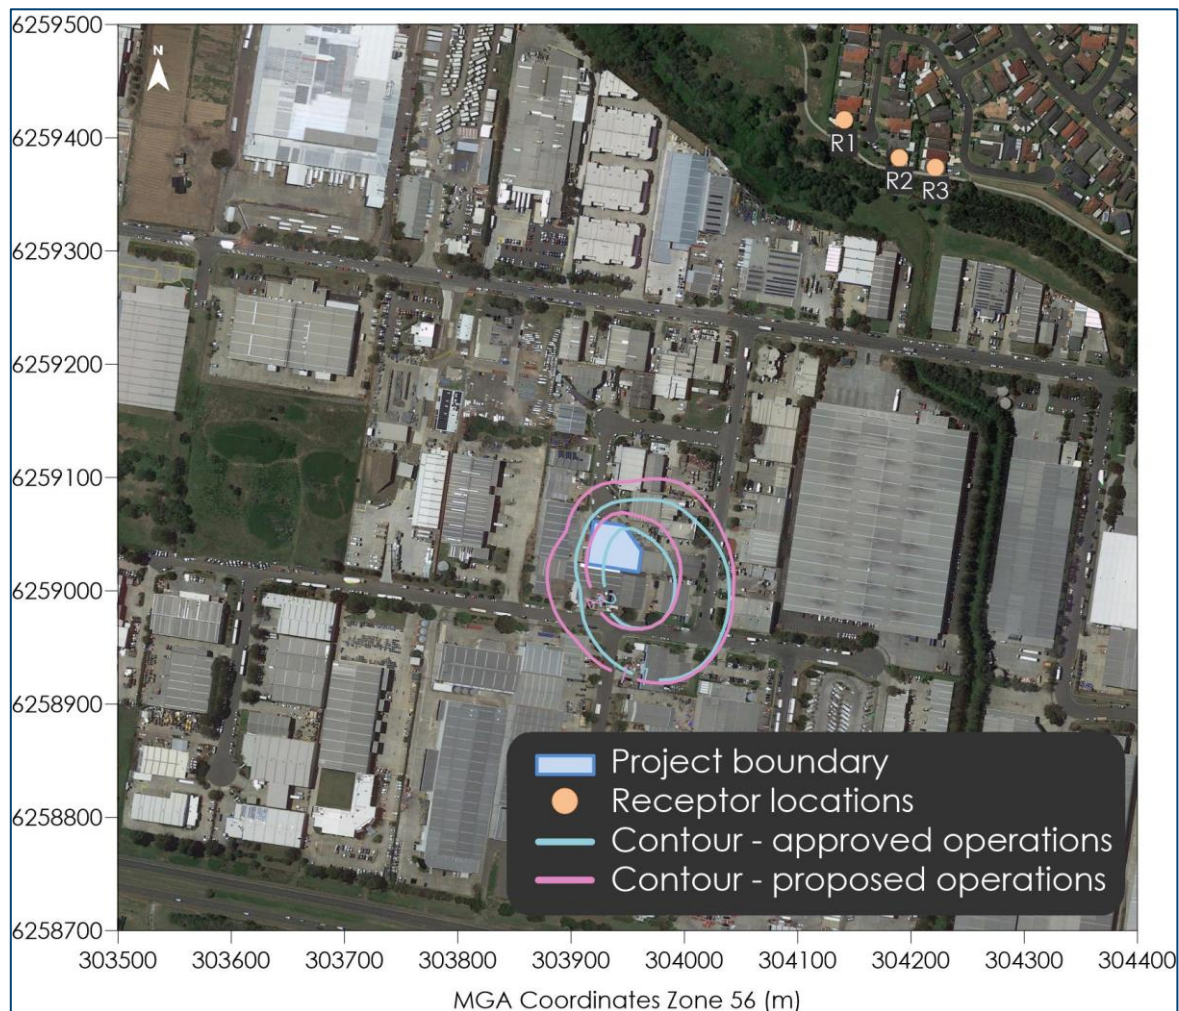 6259500
N
6259400
R1
R2
R3
6259300
6259200
6259100
6259000
6258900
6258800
6258700
Project boundary
Receptor locations
Contour - approved operations
Contour - proposed operations
303500 303600 303700 303800 303900 304000 304100 304200 304300 304400
MGA Coordinates Zone 56 (m)